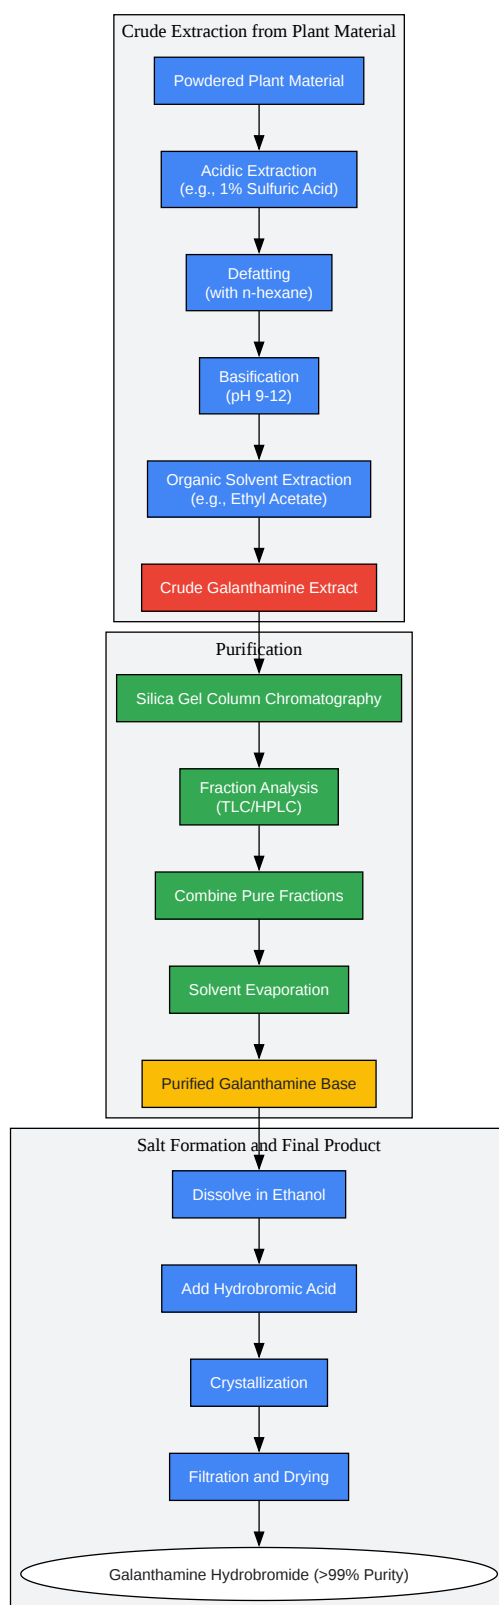 Crude Extraction from Plant Material
Powdered Plant Material
Acidic Extraction
(e.g., 1% Sulfuric Acid)
Defatting
(with n-hexane)
Basification
(pH 9-12)
Organic Solvent Extraction
(e.g., Ethyl Acetate)
Crude Galanthamine Extract
Purification
Silica Gel Column Chromatography
Fraction Analysis
(TLC/HPLC)
Combine Pure Fractions
Solvent Evaporation
Purified Galanthamine Base
Salt Formation and Final Product
Dissolve in Ethanol
Add Hydrobromic Acid
Crystallization
Filtration and Drying
Galanthamine Hydrobromide (>99% Purity)